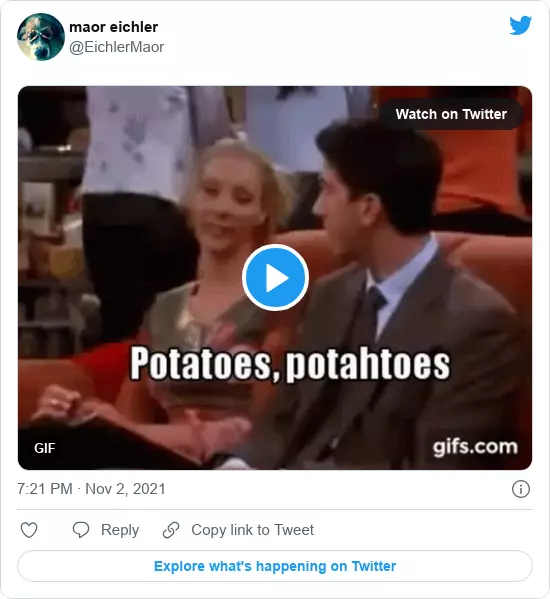 maor eichler
@EichlerMaor
Watch on Twitter
Potatoes, potahtoes
GIF
gifs.com
7:21 PM · Nov 2, 2021
Reply
Copy link to Tweet
Explore what's happening on Twitter